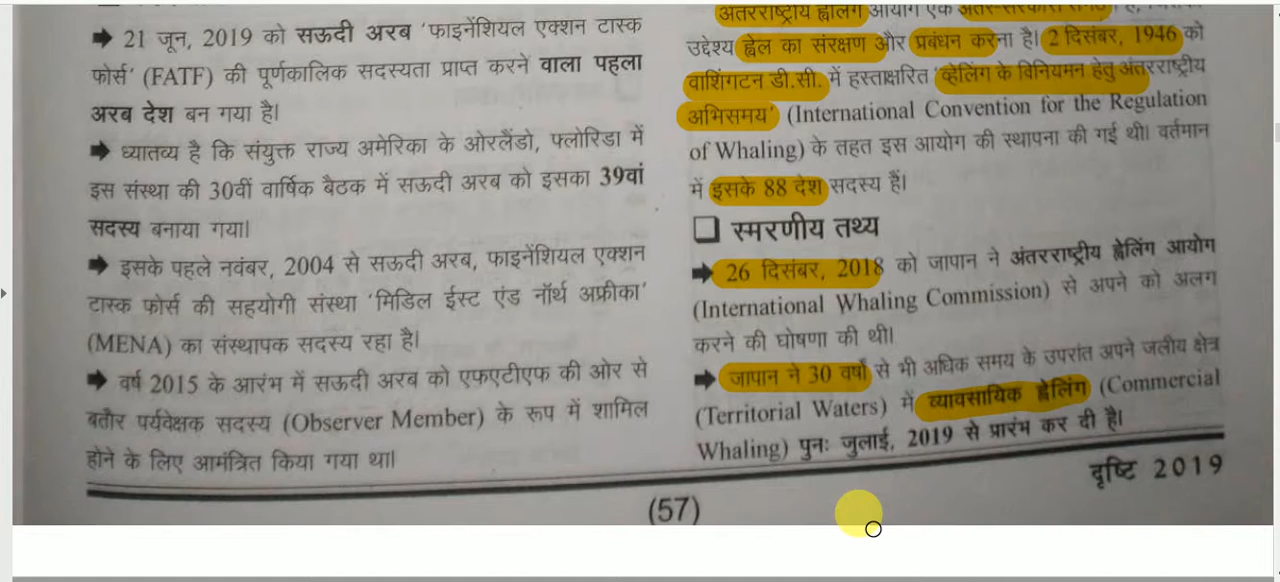 ➡ 21 जून, 2019 को सऊदी अरब 'फाइनेंशियल एक्शन टास्क
फोर्स' (FATF) की पूर्णकालिक सदस्यता प्राप्त करने वाला पहला
अरब देश बन गया है।
➡ ध्यातव्य है कि संयुक्त राज्य अमेरिका के ओरलैंडो, फ्लोरिडा में
इस संस्था की 30वीं वार्षिक बैठक में सऊदी अरब को इसका 39वां
सदस्य बनाया गया।
➡ इसके पहले नवंबर, 2004 से सऊदी अरब, फाइनेंशियल एक्शन
टास्क फोर्स की सहयोगी संस्था 'मिडिल ईस्ट एंड नॉर्थ अफ्रीका'
(MENA) का संस्थापक सदस्य रहा है।
➡ वर्ष 2015 के आरंभ में सऊदी अरब को एफएटीएफ की ओर से
बतौर पर्यवेक्षक सदस्य (Observer Member) के रूप में शामिल
होने के लिए आमंत्रित किया गया था।
अंतरराष्ट्रीय ह्वेलिंग आयोग एक
उद्देश्य ह्वेल का संरक्षण और प्रबंधन करना है। 2 दिसंबर, 1946 को
वाशिंगटन डी.सी. में हस्ताक्षरित 'व्हेलिंग के विनियमन हेतु अंतरराष्ट्रीय
अभिसमय' (International Convention for the Regulation
of Whaling) के तहत इस आयोग की स्थापना की गई थी। वर्तमान
में इसके 88 देश सदस्य हैं।
❑ स्मरणीय तथ्य
➡ 26 दिसंबर, 2018 को जापान ने अंतरराष्ट्रीय ह्वेलिंग आयोग
(International Whaling Commission) से अपने को अलग
करने की घोषणा की थी।
➡ जापान ने 30 वर्षों से भी अधिक समय के उपरांत अपने जलीय क्षेत्र
(Territorial Waters) में व्यावसायिक ह्वेलिंग (Commercial
Whaling) पुनः जुलाई, 2019 से प्रारंभ कर दी है।
दृष्टि 2019
(57)